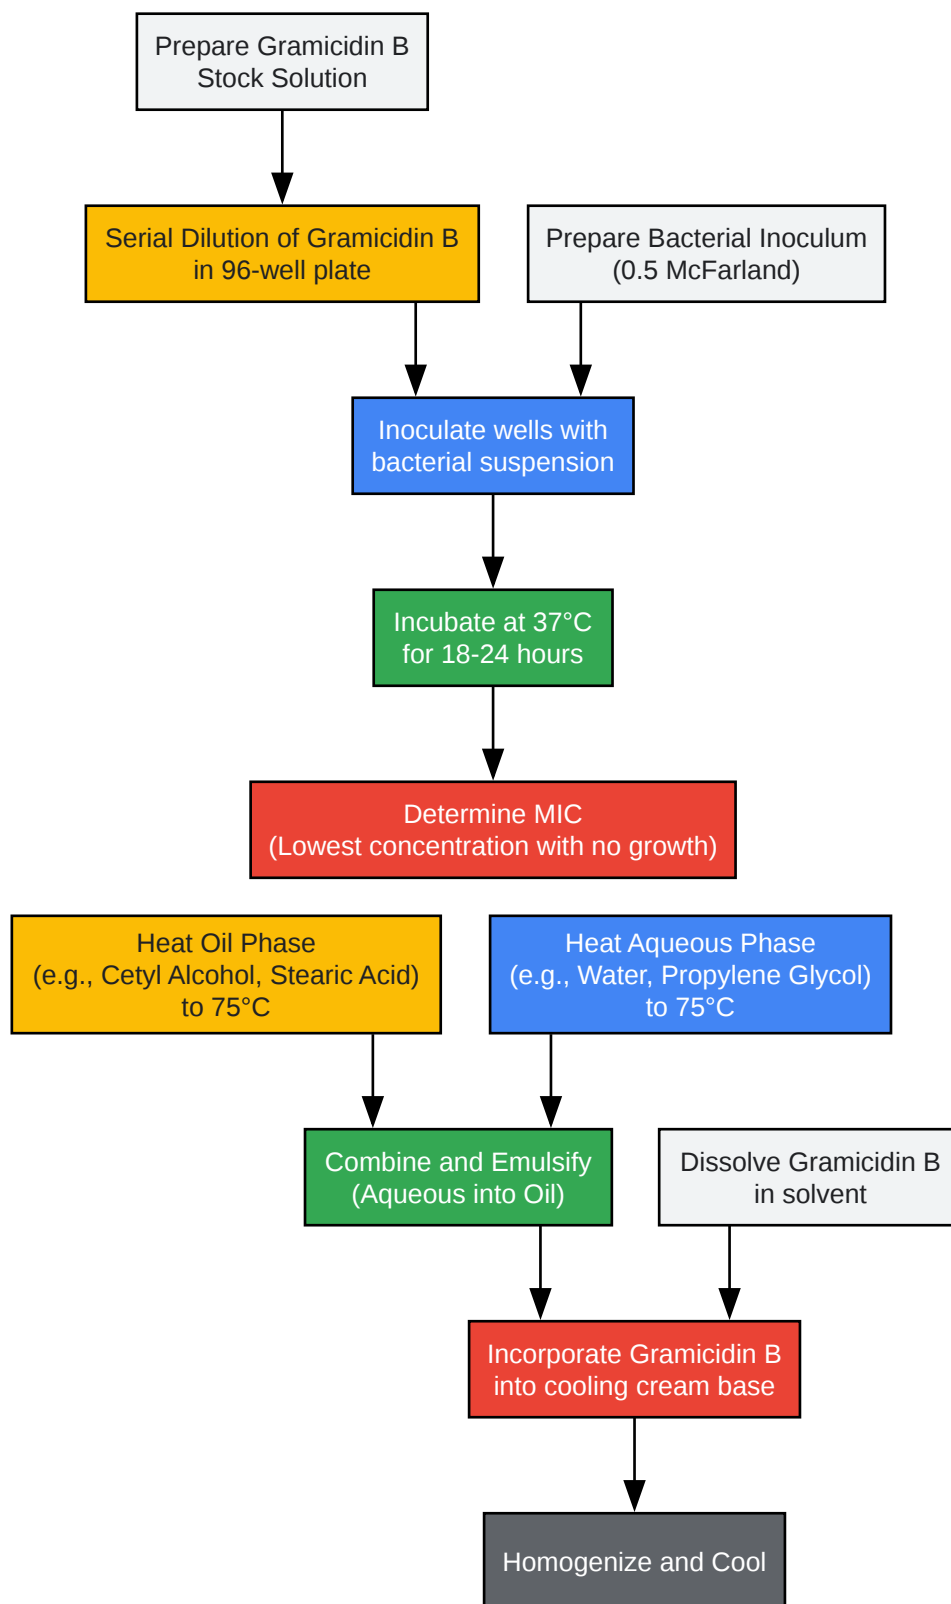 Prepare Gramicidin B
Stock Solution
Serial Dilution of Gramicidin B
in 96-well plate
Prepare Bacterial Inoculum
(0.5 McFarland)
Inoculate wells with
bacterial suspension
Incubate at 37°C
for 18-24 hours
Determine MIC
(Lowest concentration with no growth)
Heat Oil Phase
(e.g., Cetyl Alcohol, Stearic Acid)
to 75°C
Heat Aqueous Phase
(e.g., Water, Propylene Glycol)
to 75°C
Combine and Emulsify
(Aqueous into Oil)
Dissolve Gramicidin B
in solvent
Incorporate Gramicidin B
into cooling cream base
Homogenize and Cool